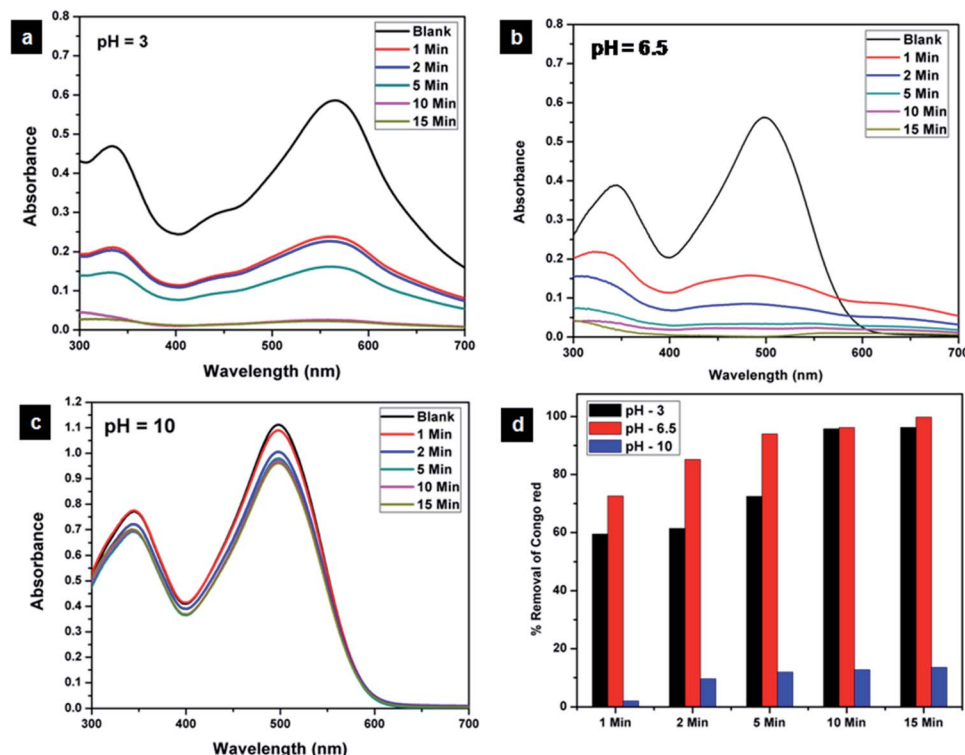 a
pH = 3
Blank
1 Min
2 Min
5 Min
10 Min
15 Min
Absorbance
0.8
0.7
0.6
0.5
0.4
0.3
0.2
0.1
0.0
300 400 500 600 700
Wavelength (nm)
b
pH = 6.5
Blank
1 Min
2 Min
5 Min
10 Min
15 Min
Absorbance
0.8
0.7
0.6
0.5
0.4
0.3
0.2
0.1
0.0
300 400 500 600 700
Wavelength (nm)
c
pH = 10
Blank
1 Min
2 Min
5 Min
10 Min
15 Min
Absorbance
1.2
1.1
1.0
0.9
0.8
0.7
0.6
0.5
0.4
0.3
0.2
0.1
0.0
300 400 500 600 700
Wavelength (nm)
d
pH - 3
pH - 6.5
pH - 10
% Removal of Congo red
100
80
60
40
20
0
1 Min 2 Min 5 Min 10 Min 15 Min